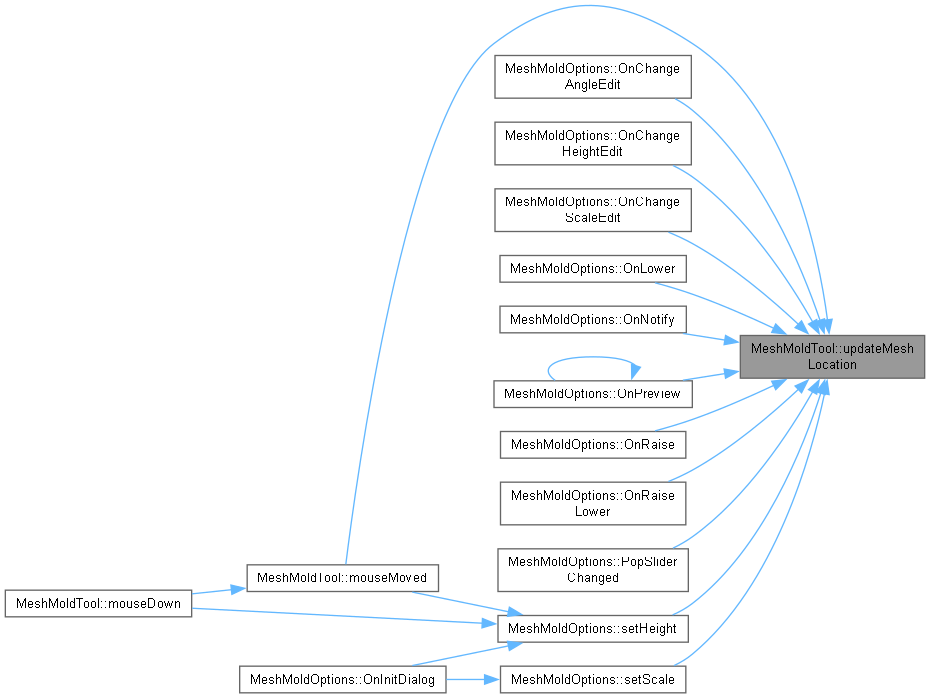 MeshMoldOptions::OnChange
AngleEdit
MeshMoldOptions::OnChange
HeightEdit
MeshMoldOptions::OnChange
ScaleEdit
MeshMoldOptions::OnLower
MeshMoldOptions::OnNotify
MeshMoldTool::updateMesh
Location
MeshMoldOptions::OnPreview
MeshMoldOptions::OnRaise
MeshMoldOptions::OnRaise
Lower
MeshMoldOptions::PopSlider
Changed
MeshMoldTool::mouseMoved
MeshMoldTool::mouseDown
MeshMoldOptions::setHeight
MeshMoldOptions::OnInitDialog
MeshMoldOptions::setScale